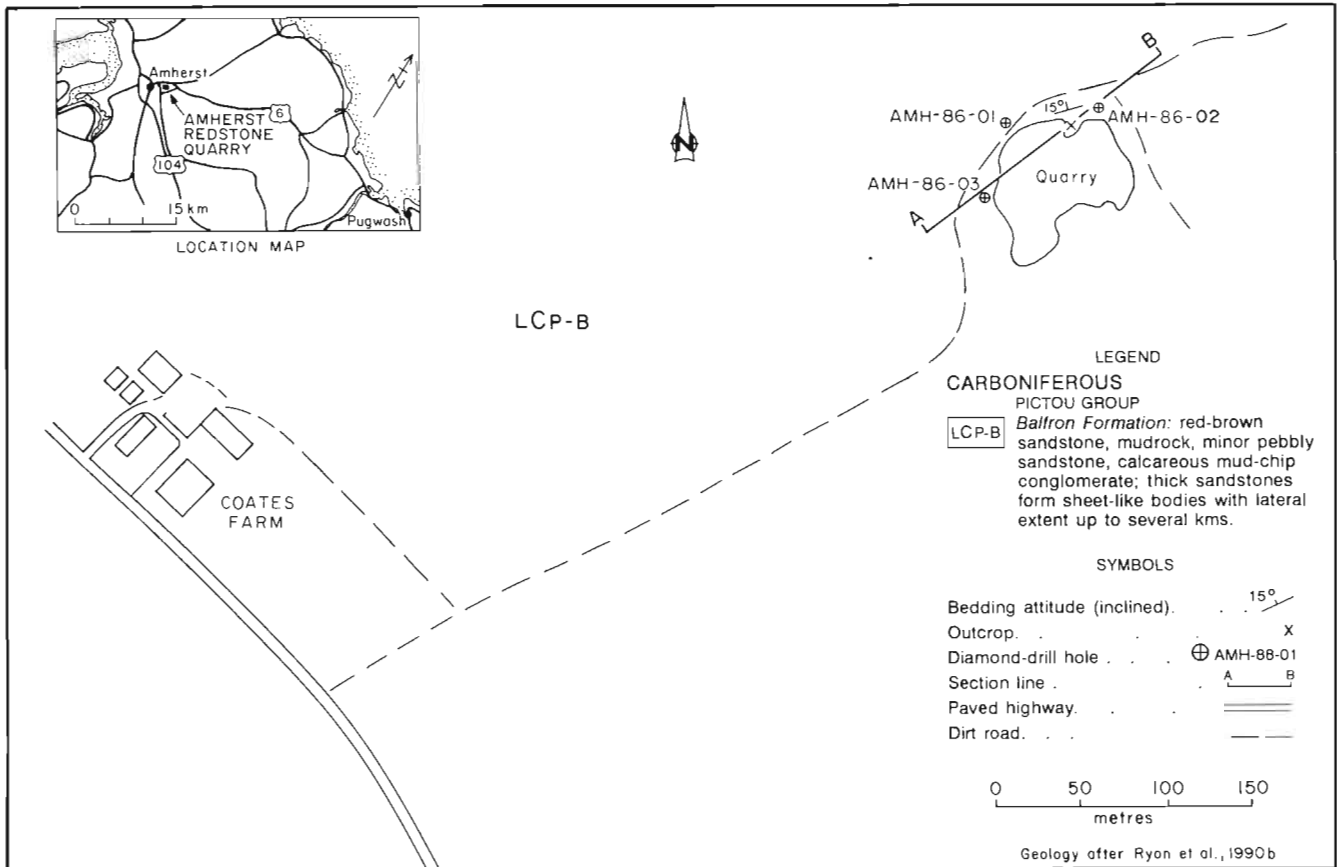 Amherst
N
AMHERST
REDSTONE
QUARRY
6
104
0 15 km
Pugwash
LOCATION MAP
N
B
15°
AMH-86-01
AMH-86-02
AMH-86-03
Quarry
A
LCP-B
COATES
FARM
LEGEND
CARBONIFEROUS
PICTOU GROUP
LCP-B Balfron Formation: red-brown
sandstone, mudrock, minor pebbly
sandstone, calcareous mud-chip
conglomerate; thick sandstones
form sheet-like bodies with lateral
extent up to several kms.
SYMBOLS
Bedding attitude (inclined). . . 15°
Outcrop. . . . X
Diamond-drill hole . . . AMH-88-01
Section line . . A B
Paved highway. . .
Dirt road. . .
0 50 100 150
metres
Geology after Ryon et al., 1990b